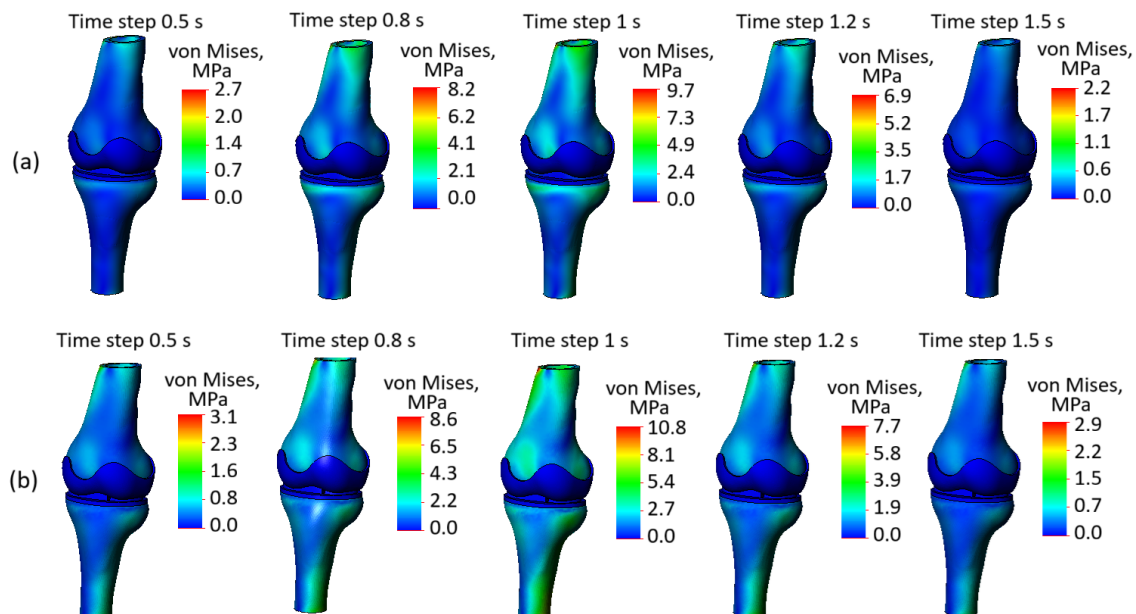 Time step 0.5 s
Time step 0.8 s
Time step 1 s
Time step 1.2 s
Time step 1.5 s
(a)
von Mises,
MPa
2.7
2.0
1.4
0.7
0.0
von Mises,
MPa
8.2
6.2
4.1
2.1
0.0
von Mises,
MPa
9.7
7.3
4.9
2.4
0.0
von Mises,
MPa
6.9
5.2
3.5
1.7
0.0
von Mises,
MPa
2.2
1.7
1.1
0.6
0.0
Time step 0.5 s
Time step 0.8 s
Time step 1 s
Time step 1.2 s
Time step 1.5 s
(b)
von Mises,
MPa
3.1
2.3
1.6
0.8
0.0
von Mises,
MPa
8.6
6.5
4.3
2.2
0.0
von Mises,
MPa
10.8
8.1
5.4
2.7
0.0
von Mises,
MPa
7.7
5.8
3.9
1.9
0.0
von Mises,
MPa
2.9
2.2
1.5
0.7
0.0